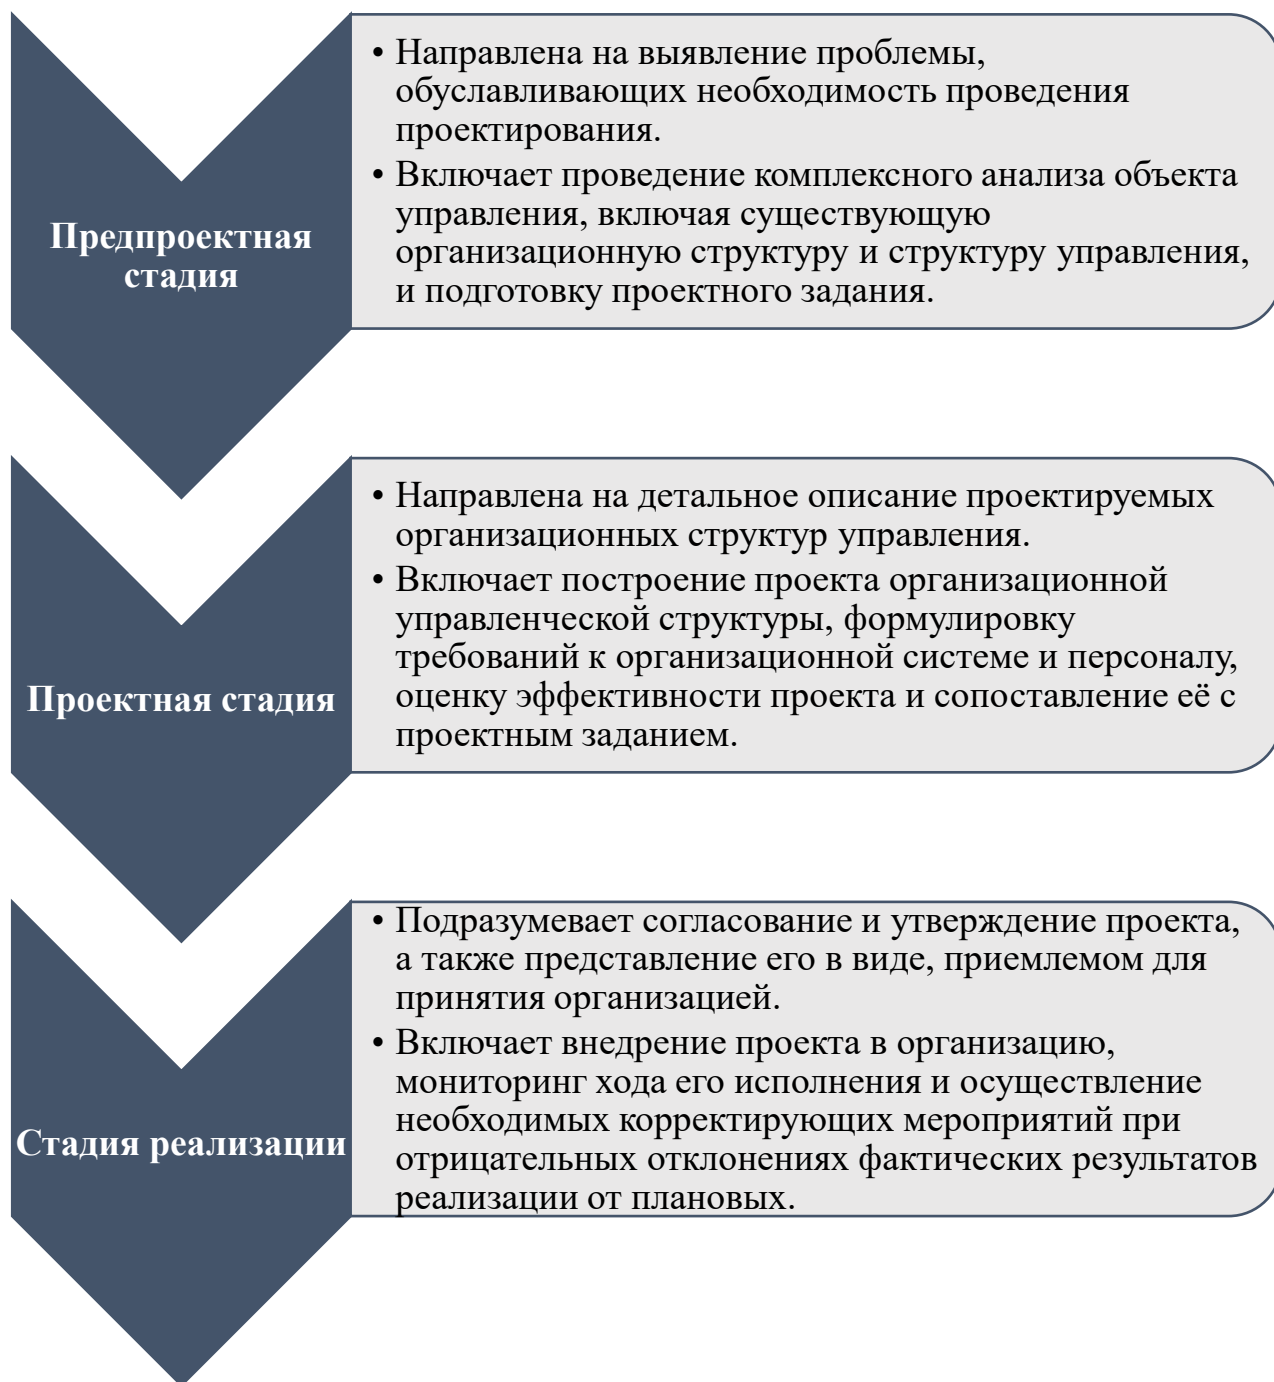 Предпроектная
стадия
• Направлена на выявление проблемы,
обуславливающих необходимость проведения
проектирования.
• Включает проведение комплексного анализа объекта
управления, включая существующую
организационную структуру и структуру управления,
и подготовку проектного задания.
Проектная стадия
• Направлена на детальное описание проектируемых
организационных структур управления.
• Включает построение проекта организационной
управленческой структуры, формулировку
требований к организационной системе и персоналу,
оценку эффективности проекта и сопоставление её с
проектным заданием.
Стадия реализации
• Подразумевает согласование и утверждение проекта,
а также представление его в виде, приемлемом для
принятия организацией.
• Включает внедрение проекта в организацию,
мониторинг хода его исполнения и осуществление
необходимых корректирующих мероприятий при
отрицательных отклонениях фактических результатов
реализации от плановых.